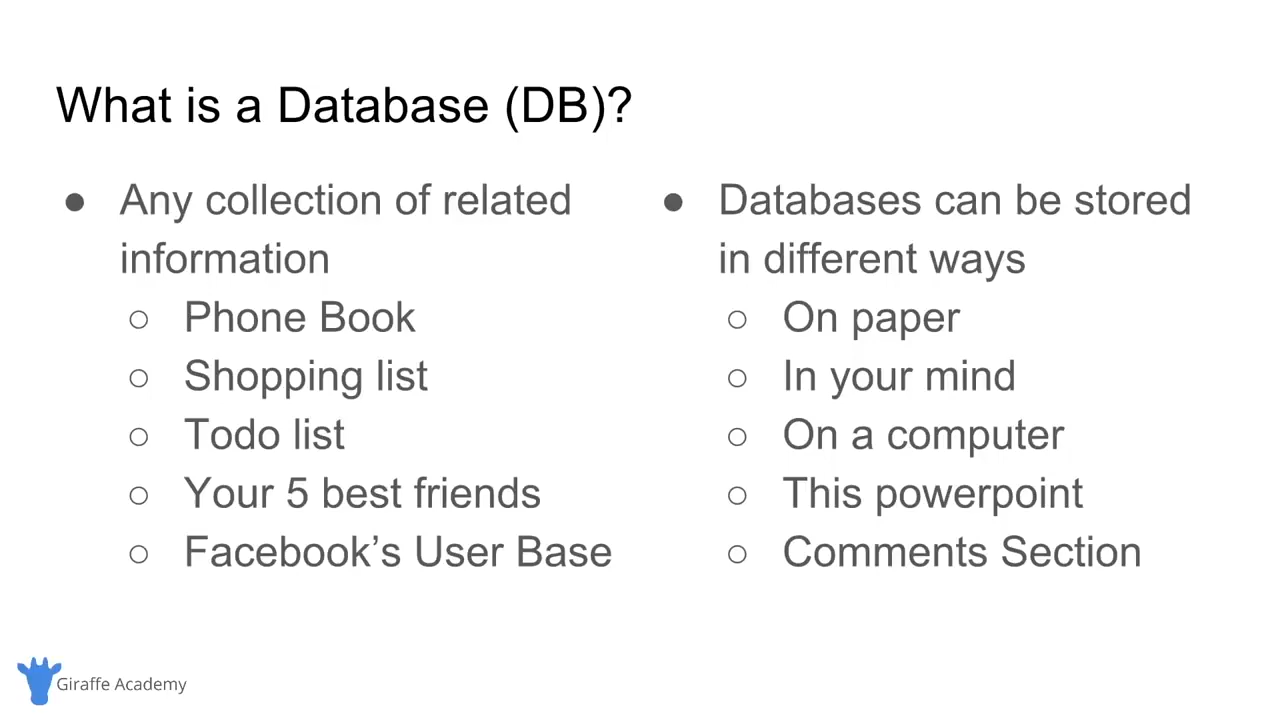 What is a Database (DB)?
● Any collection of related
information
○ Phone Book
○ Shopping list
○ Todo list
○ Your 5 best friends
○ Facebook’s User Base
● Databases can be stored
in different ways
○ On paper
○ In your mind
○ On a computer
○ This powerpoint
○ Comments Section
Giraffe Academy